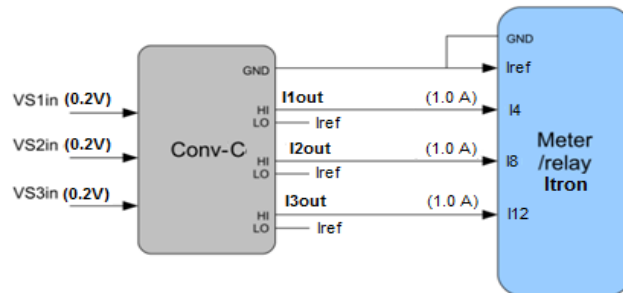 GND
GND
Iref
VS1in (0.2V)
I1out
(1.0 A)
HI
LO
Iref
I4
VS2in (0.2V)
Conv-C
I2out
(1.0 A)
HI
LO
Iref
I8
Meter
/relay
Itron
VS3in (0.2V)
I3out
(1.0 A)
HI
LO
Iref
I12